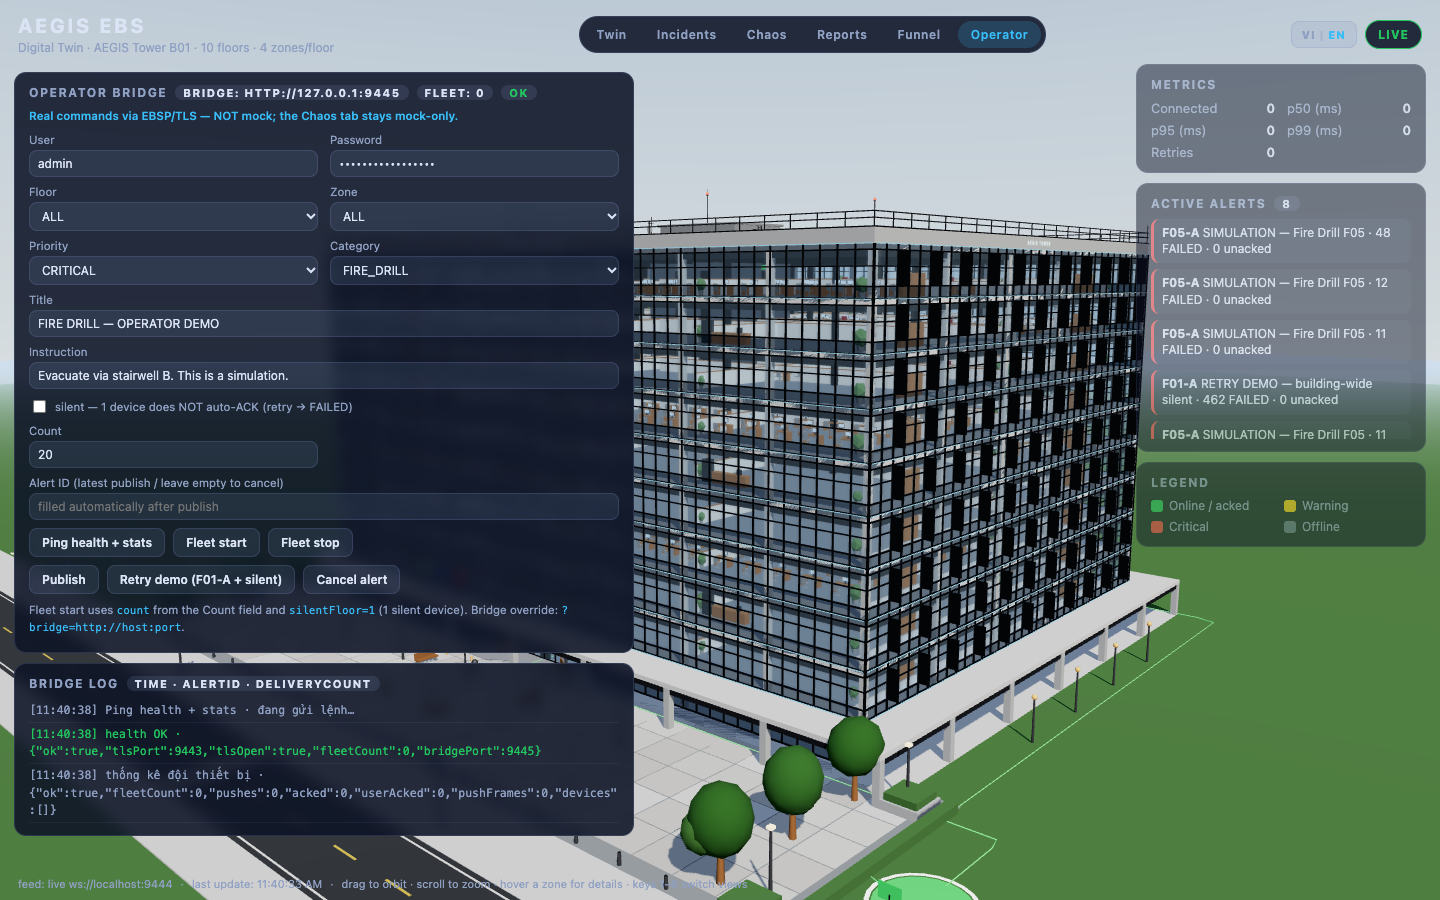 AEGIS EBS
Digital Twin · AEGIS Tower B01 · 10 floors · 4 zones/floor
Twin Incidents Chaos Reports Funnel Operator
VI | EN LIVE
OPERATOR BRIDGE BRIDGE: HTTP://127.0.0.1:9445 FLEET: 0 OK
Real commands via EBSP/TLS — NOT mock; the Chaos tab stays mock-only.
User Password
admin •••••••••••••••••
Floor Zone
ALL ALL
Priority Category
CRITICAL FIRE_DRILL
Title
FIRE DRILL — OPERATOR DEMO
Instruction
Evacuate via stairwell B. This is a simulation.
silent — 1 device does NOT auto-ACK (retry → FAILED)
Count
20
Alert ID (latest publish / leave empty to cancel)
filled automatically after publish
Ping health + stats Fleet start Fleet stop
Publish Retry demo (F01-A + silent) Cancel alert
Fleet start uses count from the Count field and silentFloor=1 (1 silent device). Bridge override: ?
bridge=http://host:port.
BRIDGE LOG TIME · ALERTID · DELIVERYCOUNT
[11:40:38] Ping health + stats · đang gửi lệnh…
[11:40:38] health OK ·
{"ok":true,"tlsPort":9443,"tlsOpen":true,"fleetCount":0,"bridgePort":9445}
[11:40:38] thống kê đội thiết bị ·
{"ok":true,"fleetCount":0,"pushes":0,"acked":0,"userAcked":0,"pushFrames":0,"devices"
:[]}
METRICS
Connected 0 p50 (ms) 0
p95 (ms) 0 p99 (ms) 0
Retries 0
ACTIVE ALERTS 8
F05-A SIMULATION — Fire Drill F05 · 48
FAILED · 0 unacked
F05-A SIMULATION — Fire Drill F05 · 12
FAILED · 0 unacked
F05-A SIMULATION — Fire Drill F05 · 11
FAILED · 0 unacked
F01-A RETRY DEMO — building-wide
silent · 462 FAILED · 0 unacked
F05-A SIMULATION — Fire Drill F05 · 11
LEGEND
Online / acked Warning
Critical Offline
AEGIS TOWER
feed: live ws://localhost:9444 · last update: AM · drag to orbit · scroll to zoom · hover a zone for details · switch views